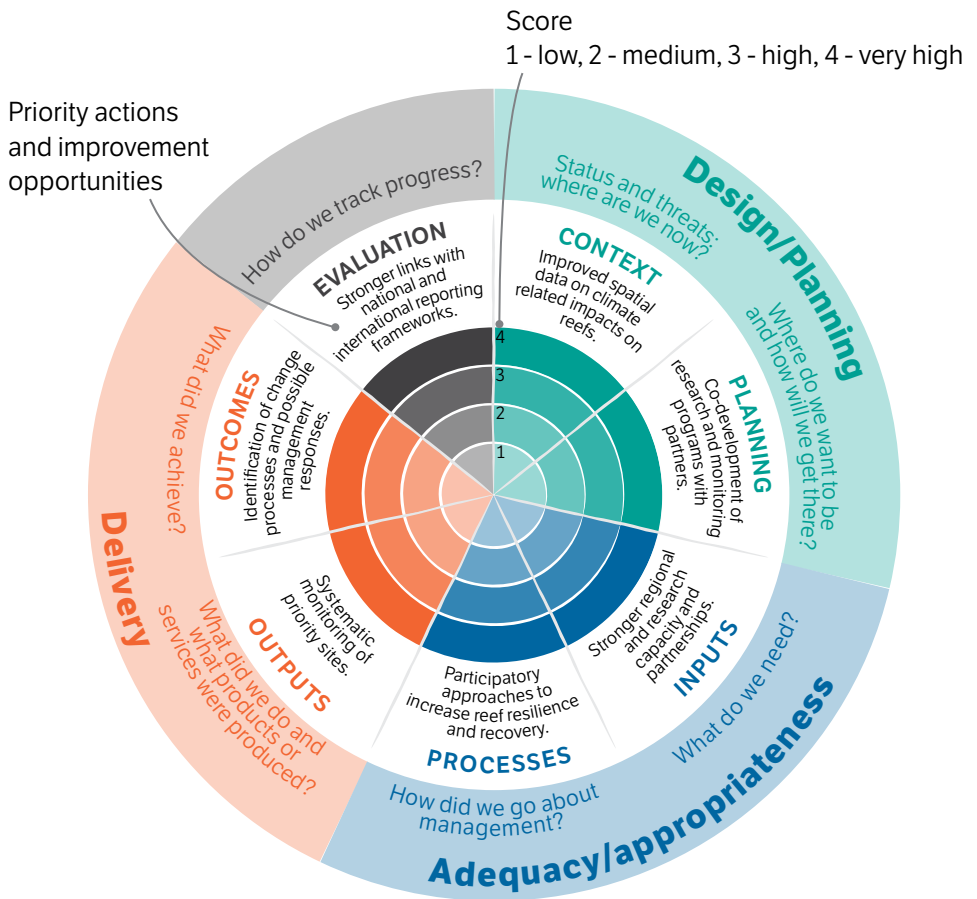 Score
1 - low, 2 - medium, 3 - high, 4 - very high
Priority actions
and improvement
opportunities
How do we track progress?
EVALUATION
Stronger links with
national and
international reporting
frameworks.
Design/Planning
Status and threats:
where are we now?
CONTEXT
Improved spatial
data on climate
related impacts on
reefs.
Where do we want to be
and how will we get there?
PLANNING
Co-development of
research and monitoring
programs with
partners.
4
3
2
1
Adequacy/appropriateness
What do we need?
INPUTS
Stronger regional
and research
capacity and
partnerships.
Participatory
approaches to
increase reef resilience
and recovery.
PROCESSES
How did we go about
management?
Delivery
What did we do and
what products or
services were produced?
OUTPUTS
Systematic
monitoring of
priority sites.
What did we achieve?
OUTCOMES
Identification of change
processes and possible
management
responses.